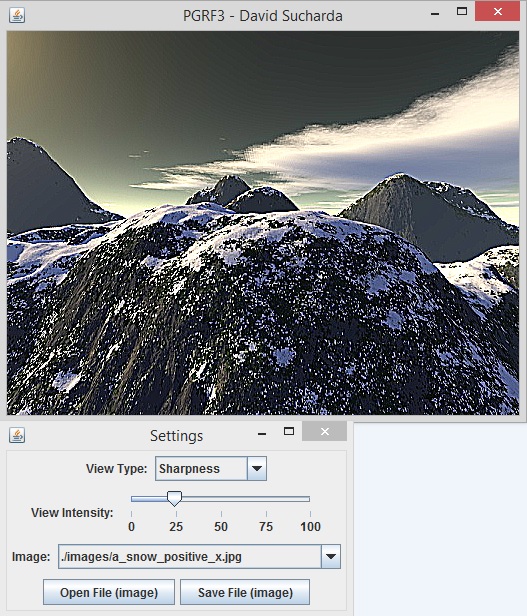 PGRF3 - David Sucharda
Settings
View Type: Sharpness
View Intensity:
0 25 50 75 100
Image: ./images/a_snow_positive_x.jpg
Open File (image) Save File (image)